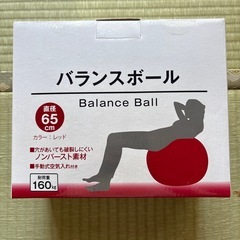 バランスボール
Balance Ball
直径
65
cm
カラー：レッド
■穴があいても破裂しにくい
ノンバースト素材
■手動式空気入れ付き
耐荷重
160kg